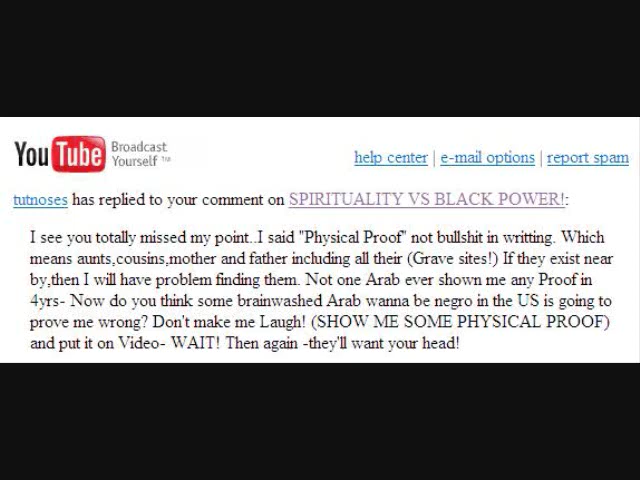 YouTube Broadcast Yourself ™
help center | e-mail options | report spam
tutnoses has replied to your comment on SPIRITUALITY VS BLACK POWER!:
I see you totally missed my point..I said "Physical Proof" not bullshit in writting. Which
means aunts,cousins,mother and father including all their (Grave sites!) If they exist near
by,then I will have problem finding them. Not one Arab ever shown me any Proof in
4yrs- Now do you think some brainwashed Arab wanna be negro in the US is going to
prove me wrong? Don't make me Laugh! (SHOW ME SOME PHYSICAL PROOF)
and put it on Video- WAIT! Then again -they'll want your head!